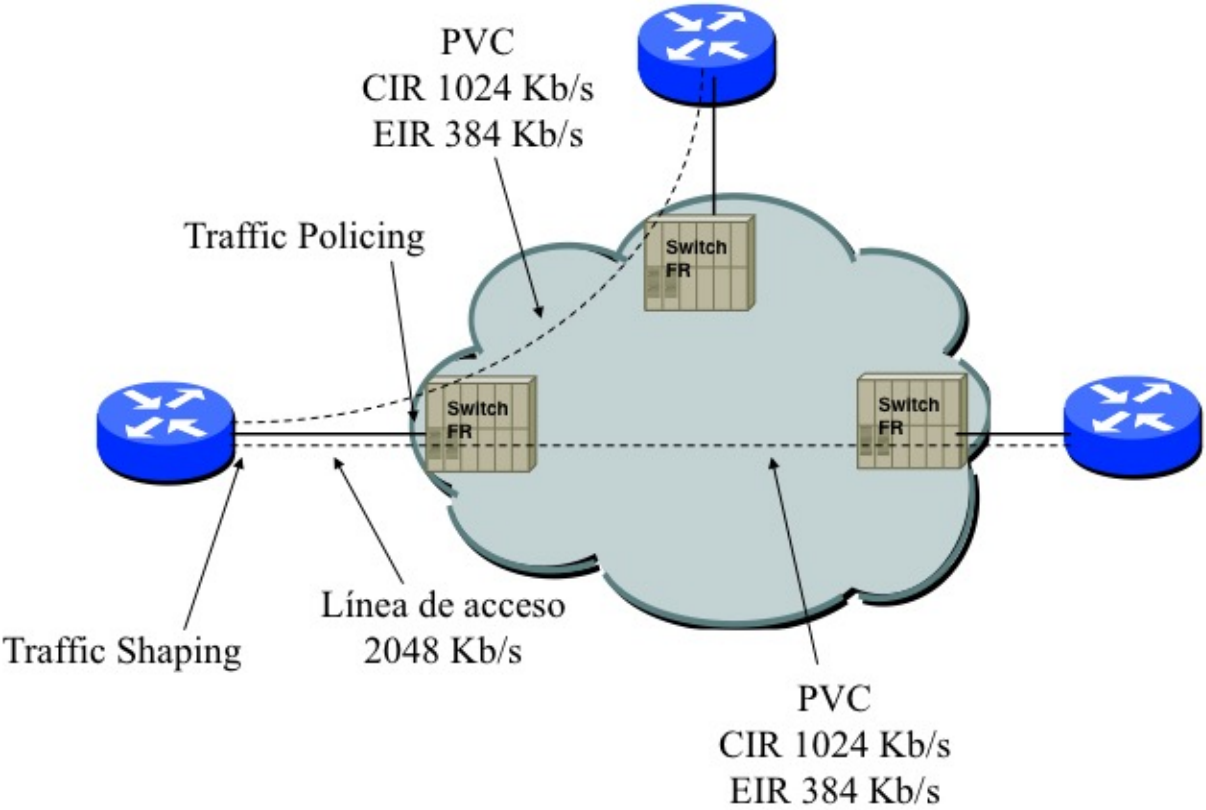 PVC
CIR 1024 Kb/s
EIR 384 Kb/s
Traffic Policing
Switch
FR
Switch
FR
Switch
FR
Línea de acceso
2048 Kb/s
Traffic Shaping
PVC
CIR 1024 Kb/s
EIR 384 Kb/s